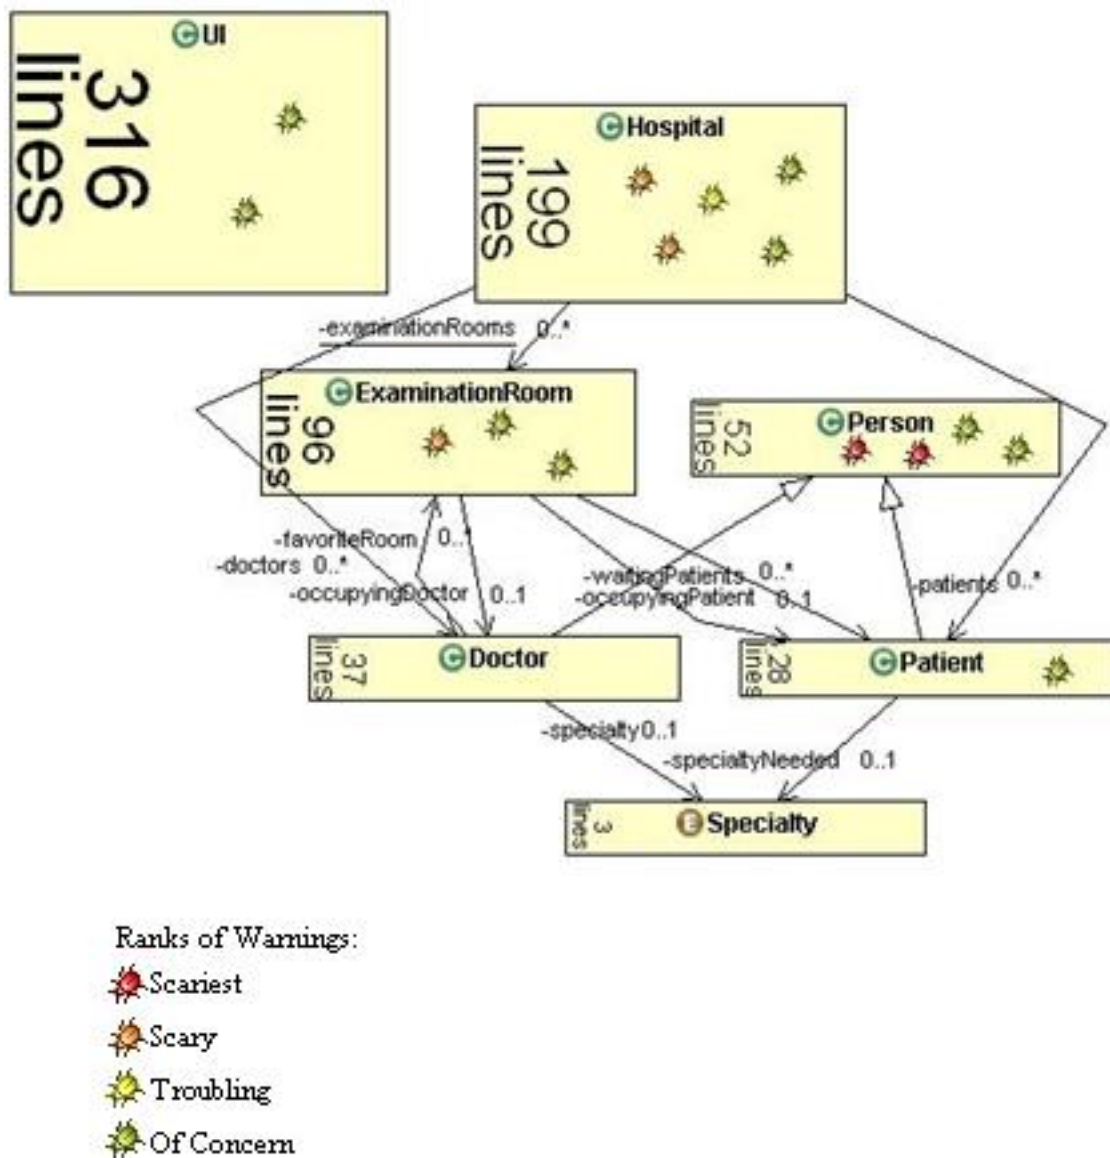 UI
316
lines
Hospital
199
lines
-examinationRooms 0..*
ExaminationRoom
96
lines
Person
52
lines
-favoriteRoom 0..
-doctors 0..*
-occupyingDoctor 0..1
-waitingPatients 0..*
-occupyingPatient 0..1
-patients 0..*
Doctor
37
lines
Patient
28
lines
-specialty 0..1
-specialtyNeeded 0..1
E Specialty
3
lines
Ranks of Warnings:
Scariest
Scary
Troubling
Of Concern